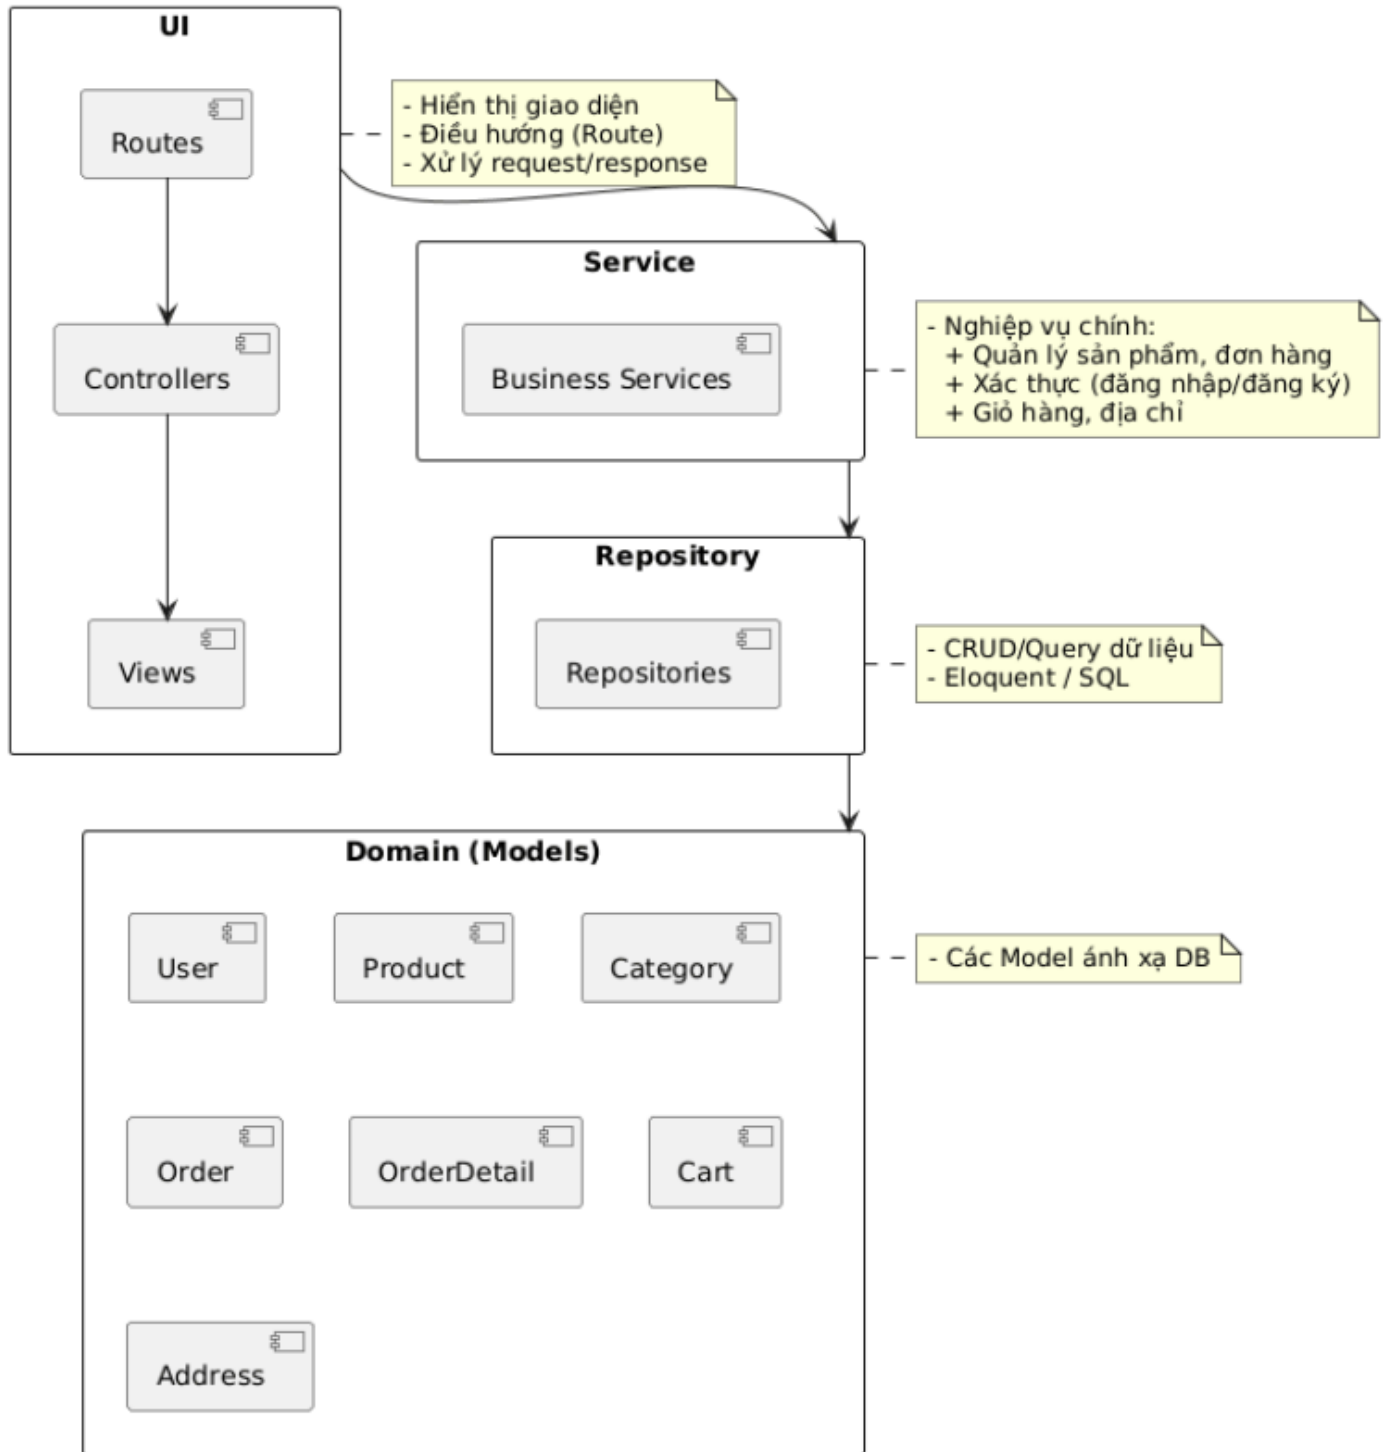 UI
Routes
- Hiển thị giao diện
- Điều hướng (Route)
- Xử lý request/response
Controllers
Views
Service
Business Services
- Nghiệp vụ chính:
+ Quản lý sản phẩm, đơn hàng
+ Xác thực (đăng nhập/đăng ký)
+ Giỏ hàng, địa chỉ
Repository
Repositories
- CRUD/Query dữ liệu
- Eloquent / SQL
Domain (Models)
User
Product
Category
- Các Model ánh xạ DB
Order
OrderDetail
Cart
Address